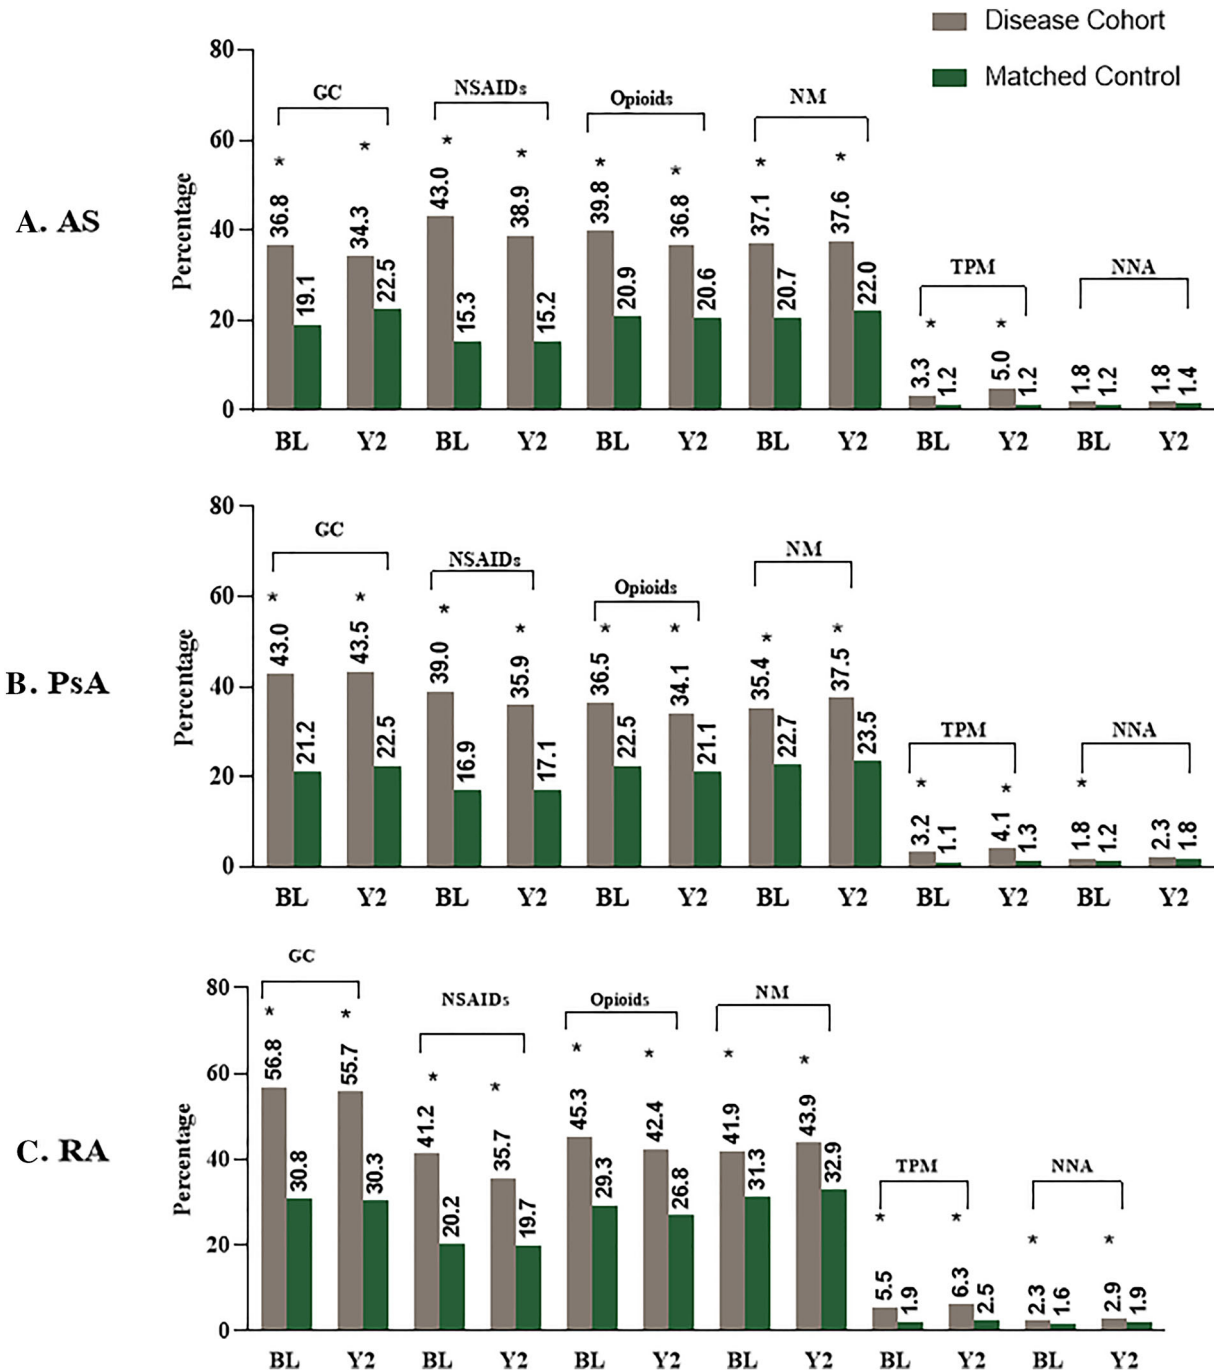 Disease Cohort
Matched Control
A. AS
Percentage
80
60
40
20
0
GC
NSAIDs
Opioids
NM
TPM
NNA
* * * * * * * * * *
36.8 19.1 34.3 22.5 43.0 15.3 38.9 15.2 39.8 20.9 36.8 20.6 37.1 20.7 37.6 22.0 3.3 1.2 5.0 1.2 1.8 1.2 1.8 1.4
BL Y2 BL Y2 BL Y2 BL Y2 BL Y2 BL Y2
B. PsA
Percentage
80
60
40
20
0
GC
NSAIDs
Opioids
NM
TPM
NNA
* * * * * * * * * * *
43.0 21.2 43.5 22.5 39.0 16.9 35.9 17.1 36.5 22.5 34.1 21.1 35.4 22.7 37.5 23.5 3.2 1.1 4.1 1.3 1.8 1.2 2.3 1.8
BL Y2 BL Y2 BL Y2 BL Y2 BL Y2 BL Y2
C. RA
Percentage
80
60
40
20
0
GC
NSAIDs
Opioids
NM
TPM
NNA
* * * * * * * * * * * *
56.8 30.8 55.7 30.3 41.2 20.2 35.7 19.7 45.3 29.3 42.4 26.8 41.9 31.3 43.9 32.9 5.5 1.9 6.3 2.5 2.3 1.6 2.9 1.9
BL Y2 BL Y2 BL Y2 BL Y2 BL Y2 BL Y2